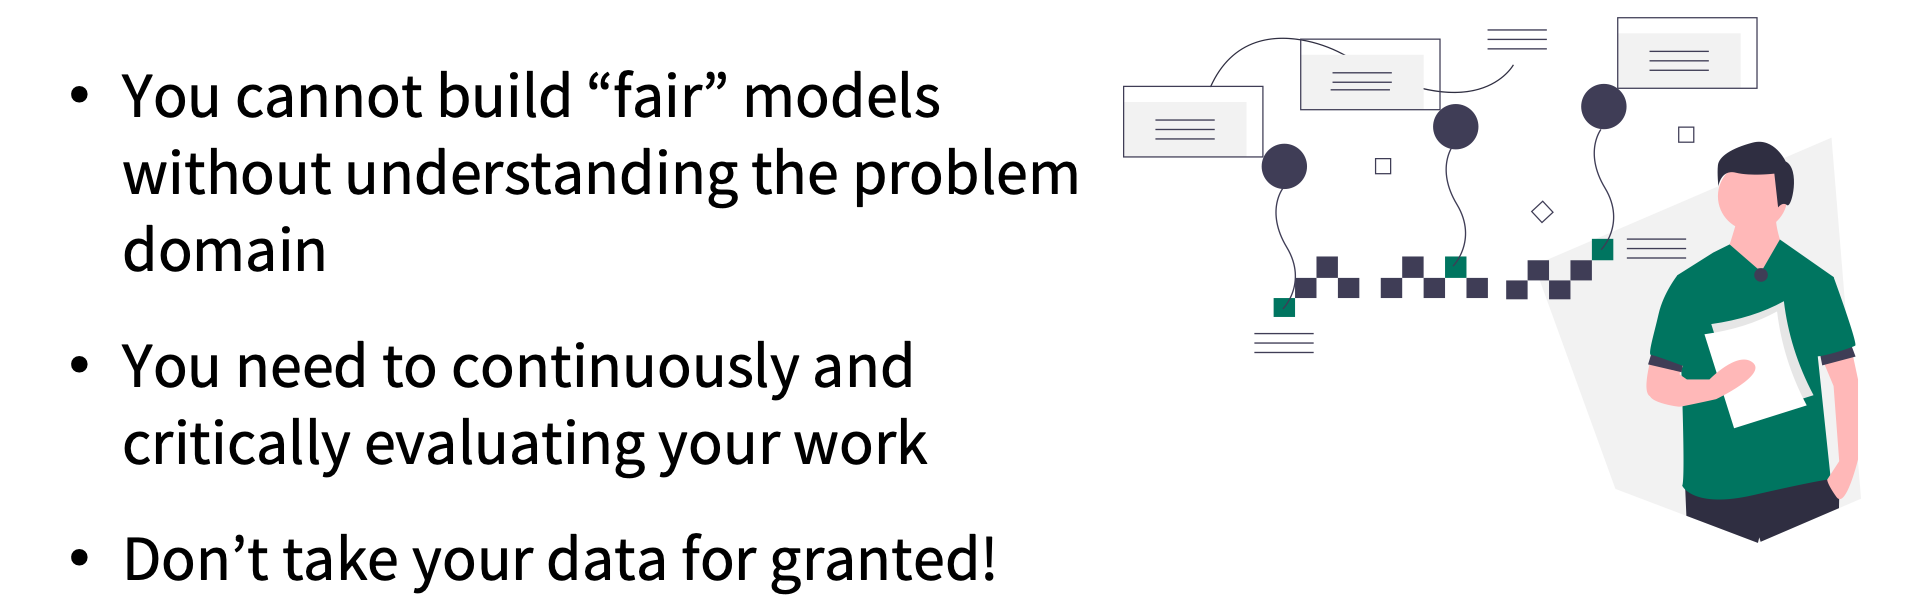 • You cannot build “fair” models
without understanding the problem
domain
• You need to continuously and
critically evaluating your work
• Don’t take your data for granted!